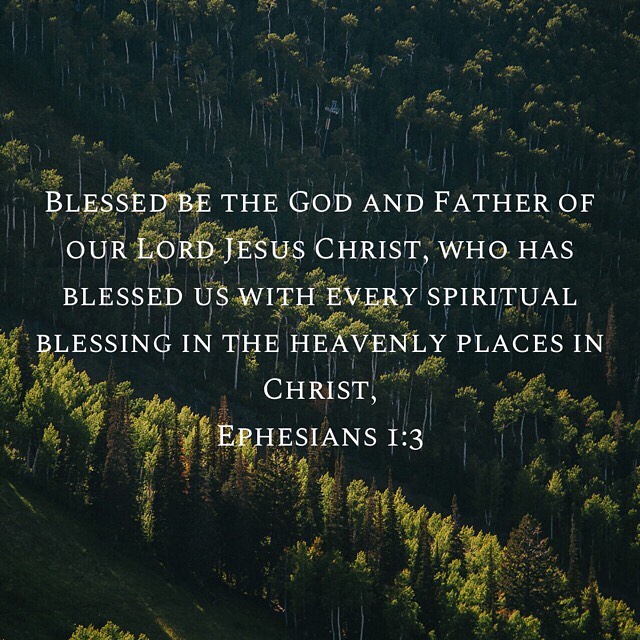 Blessed be the God and Father of
our Lord Jesus Christ, who has
blessed us with every spiritual
blessing in the heavenly places in
Christ,
Ephesians 1:3